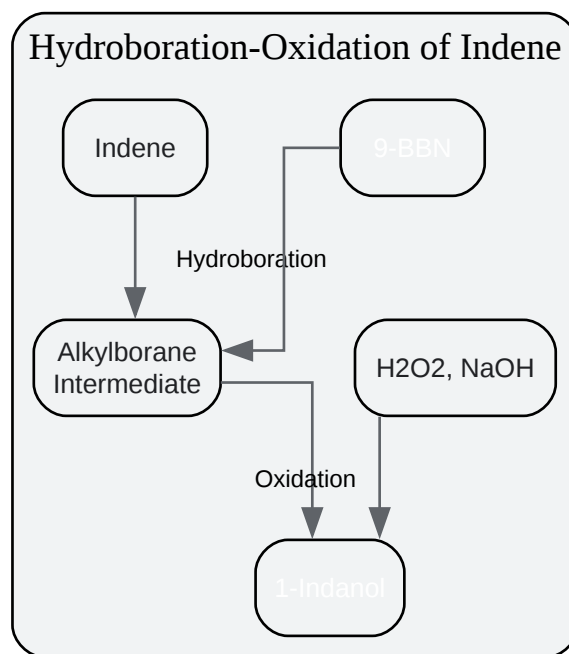 Hydroboration-Oxidation of Indene
Indene
9-BBN
Hydroboration
Alkylborane
Intermediate
H2O2, NaOH
Oxidation
1-Indanol